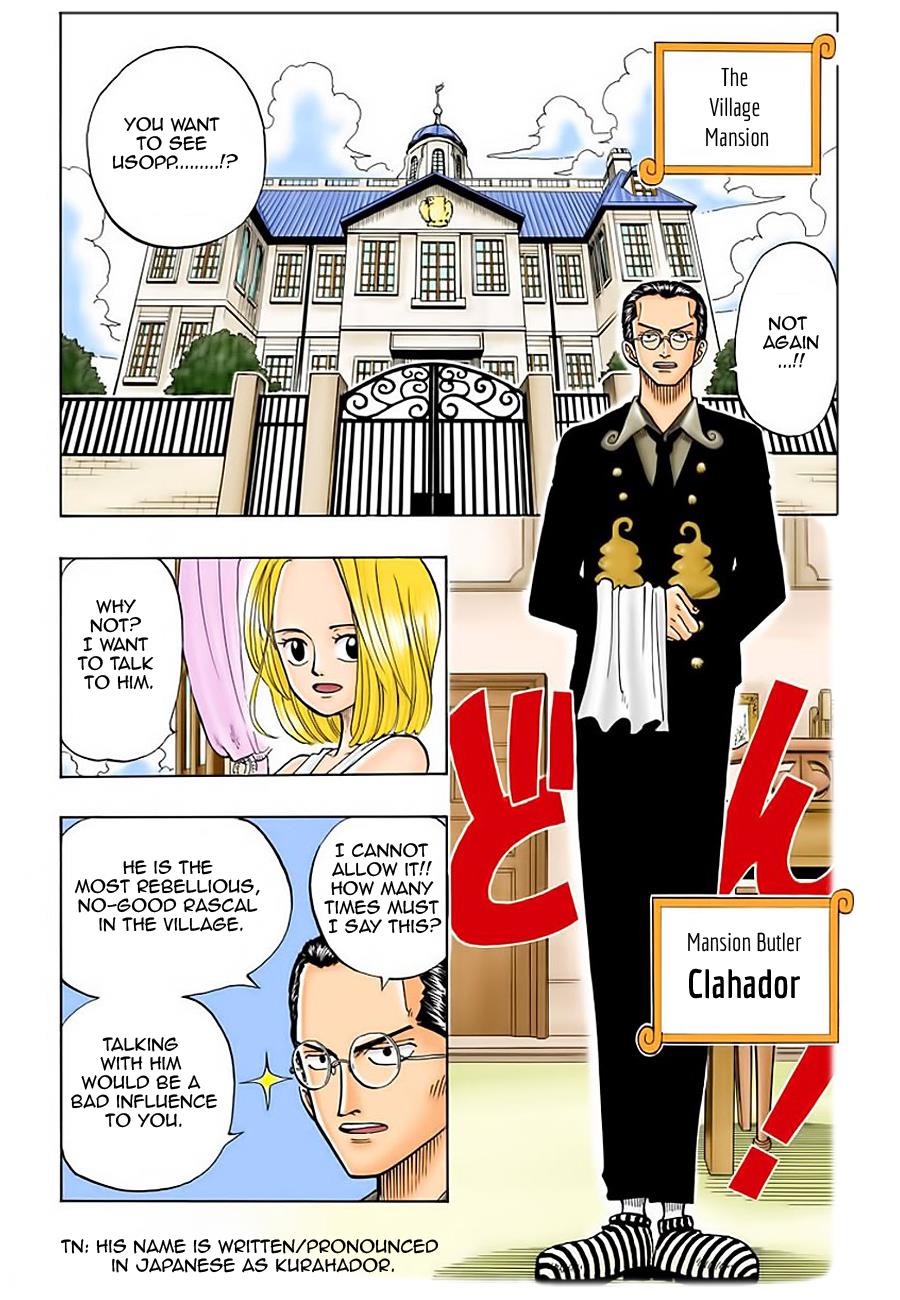 The
Village
Mansion
YOU WANT
TO SEE
USOPP.........!?
NOT
AGAIN
...!!
WHY
NOT?
I WANT
TO TALK
TO HIM.
どん!
I CANNOT
ALLOW IT!!
HOW MANY
TIMES MUST
I SAY THIS?
HE IS THE
MOST REBELLIOUS,
NO-GOOD RASCAL
IN THE VILLAGE.
TALKING
WITH HIM
WOULD BE A
BAD INFLUENCE
TO YOU.
Mansion Butler
Clahador
TN: HIS NAME IS WRITTEN/PRONOUNCED
IN JAPANESE AS KURAHADOR.